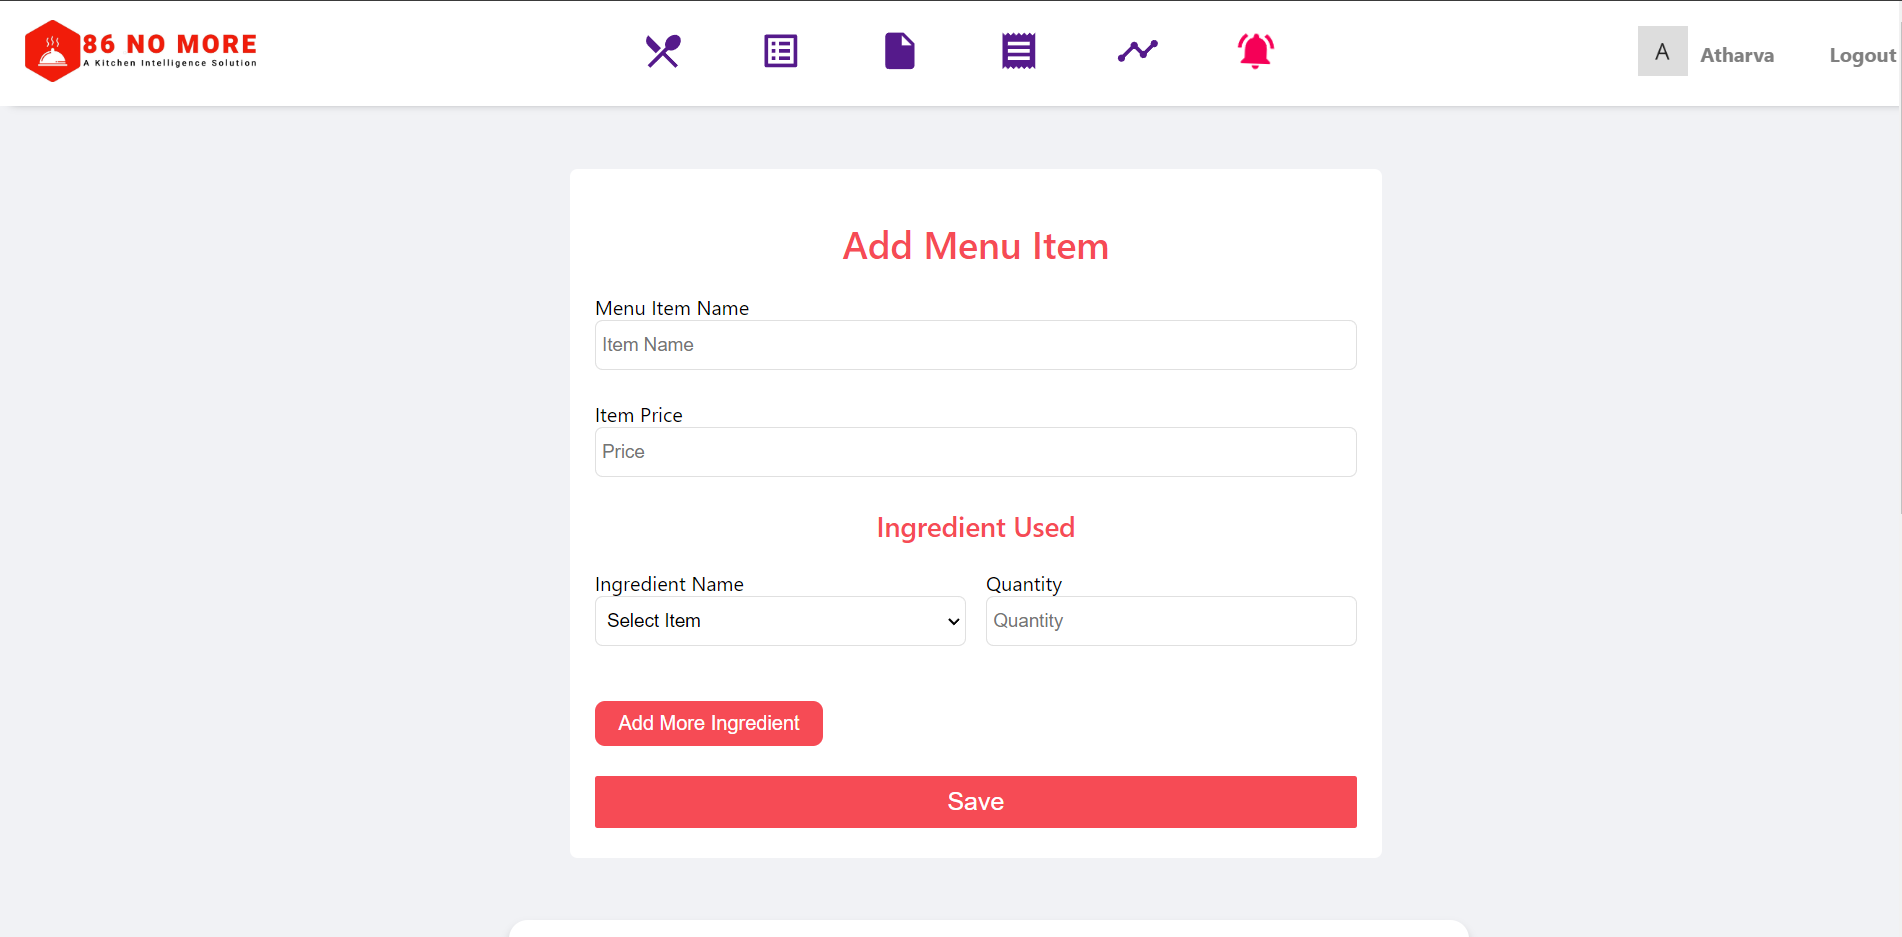 86 NO MORE
A Kitchen Intelligence Solution
A
Atharva
Logout
Add Menu Item
Menu Item Name
Item Name
Item Price
Price
Ingredient Used
Ingredient Name
Quantity
Select Item
Quantity
Add More Ingredient
Save